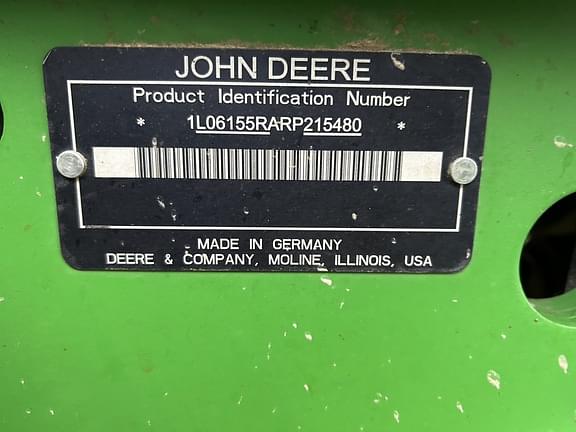 JOHN DEERE
Product Identification Number
* 1L06155RARP215480 *
MADE IN GERMANY
DEERE & COMPANY, MOLINE, ILLINOIS, USA